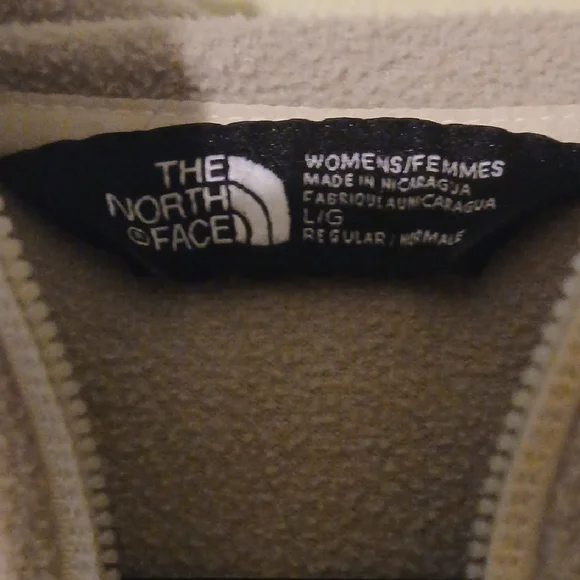 THE
NORTH
FACE
WOMENS/FEMMES
MADE IN NICARAGUA
FABRIQUE AU NICARAGUA
L/G
REGULAR / NORMALE